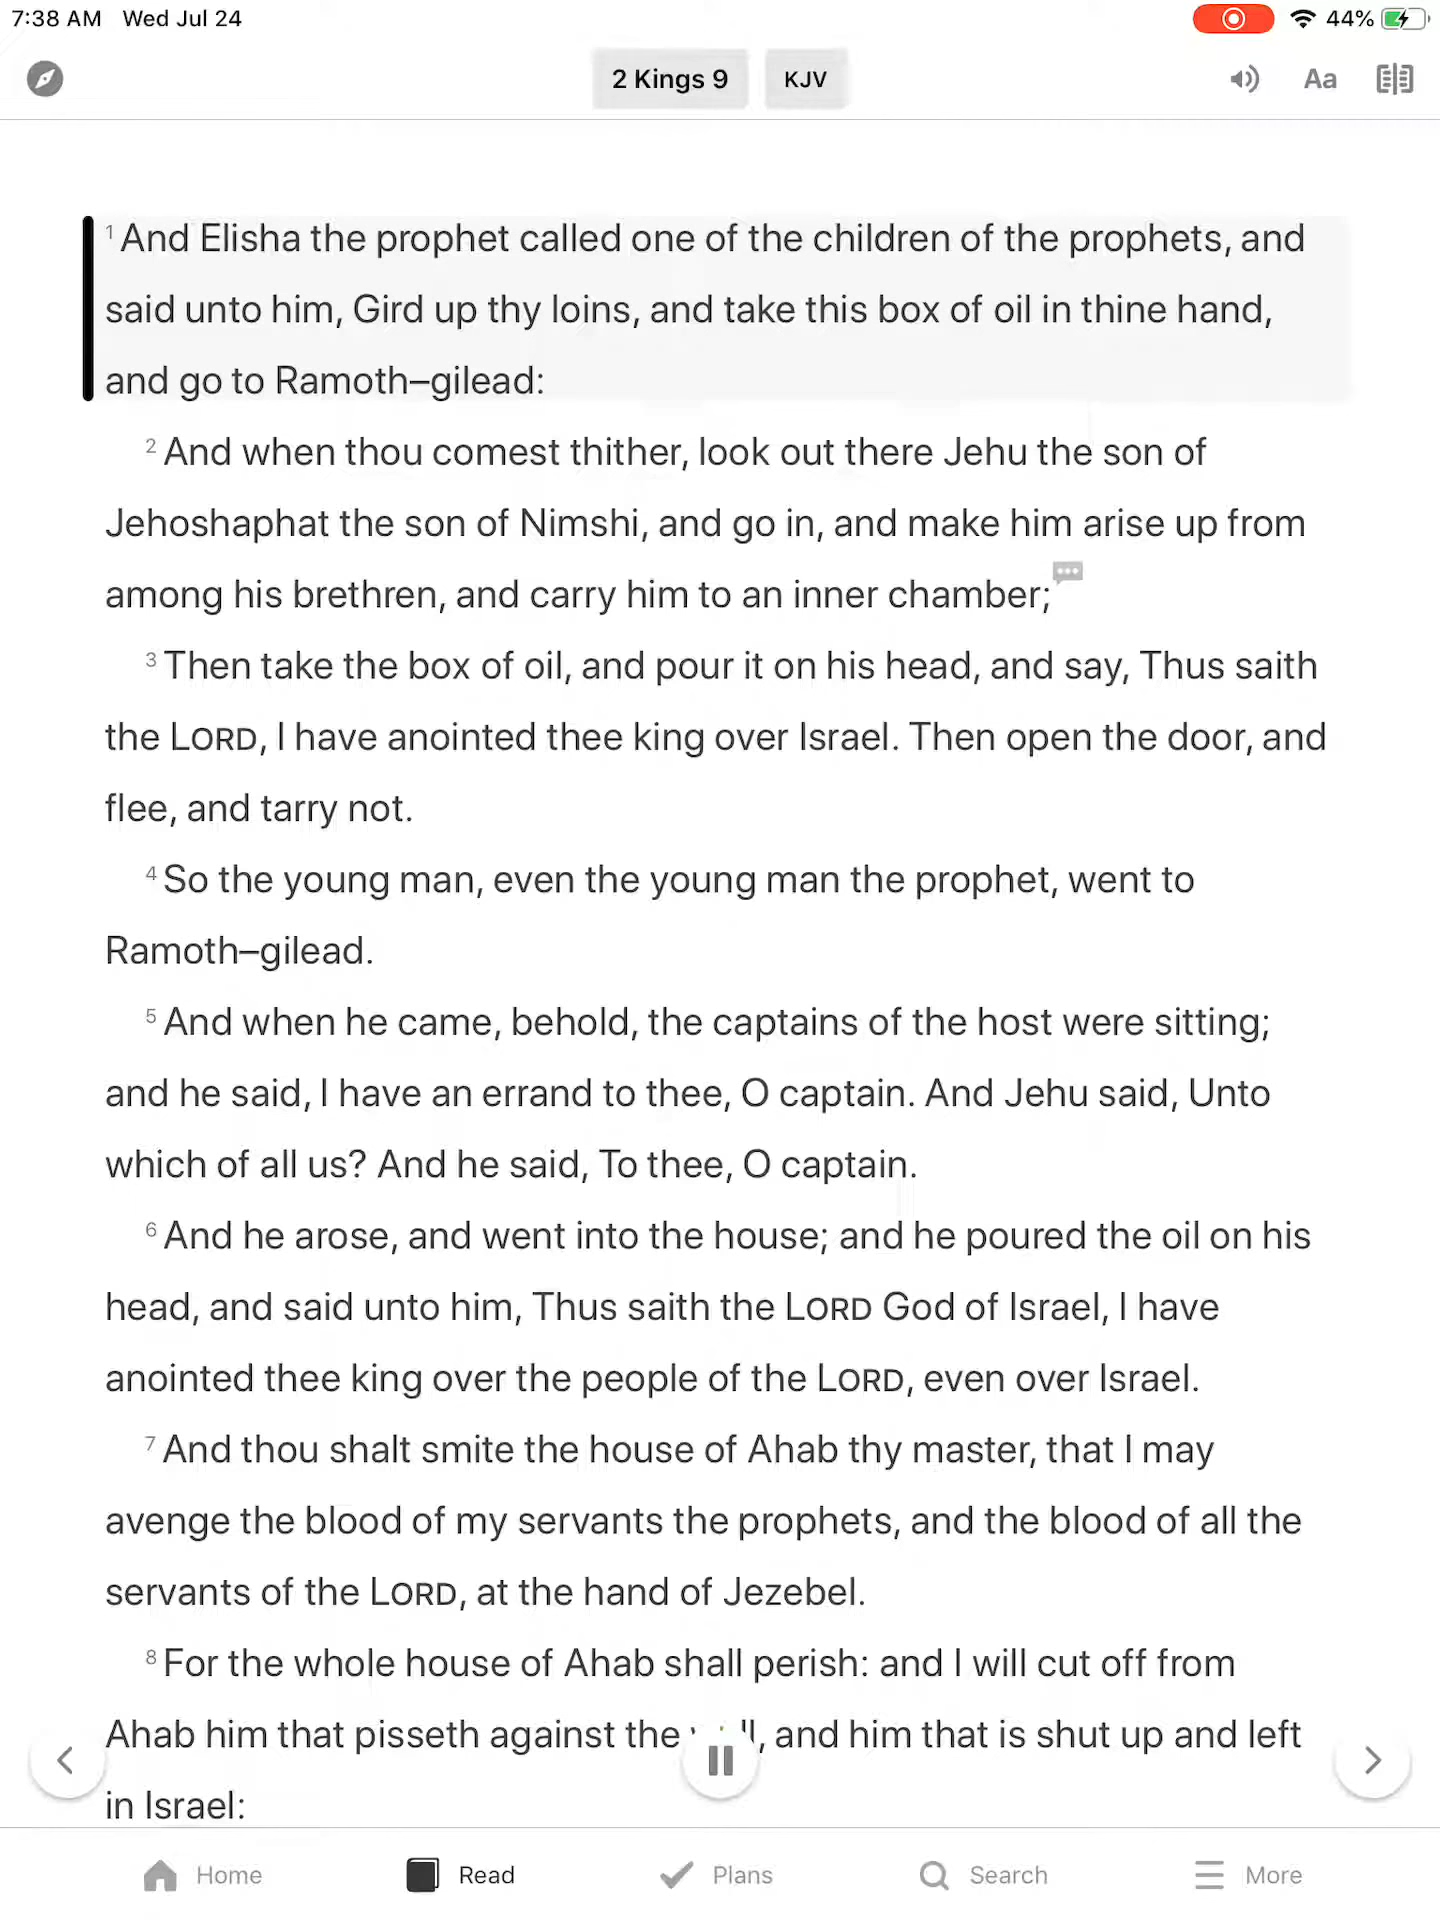 7:38 AM Wed Jul 24 44%
2 Kings 9 KJV Aa
1 And Elisha the prophet called one of the children of the prophets, and
said unto him, Gird up thy loins, and take this box of oil in thine hand,
and go to Ramoth–gilead:
2 And when thou comest thither, look out there Jehu the son of
Jehoshaphat the son of Nimshi, and go in, and make him arise up from
among his brethren, and carry him to an inner chamber;
3 Then take the box of oil, and pour it on his head, and say, Thus saith
the LORD, I have anointed thee king over Israel. Then open the door, and
flee, and tarry not.
4 So the young man, even the young man the prophet, went to
Ramoth–gilead.
5 And when he came, behold, the captains of the host were sitting;
and he said, I have an errand to thee, O captain. And Jehu said, Unto
which of all us? And he said, To thee, O captain.
6 And he arose, and went into the house; and he poured the oil on his
head, and said unto him, Thus saith the LORD God of Israel, I have
anointed thee king over the people of the LORD, even over Israel.
7 And thou shalt smite the house of Ahab thy master, that I may
avenge the blood of my servants the prophets, and the blood of all the
servants of the LORD, at the hand of Jezebel.
8 For the whole house of Ahab shall perish: and I will cut off from
Ahab him that pisseth against the , and him that is shut up and left
in Israel:
Home Read Plans Search More